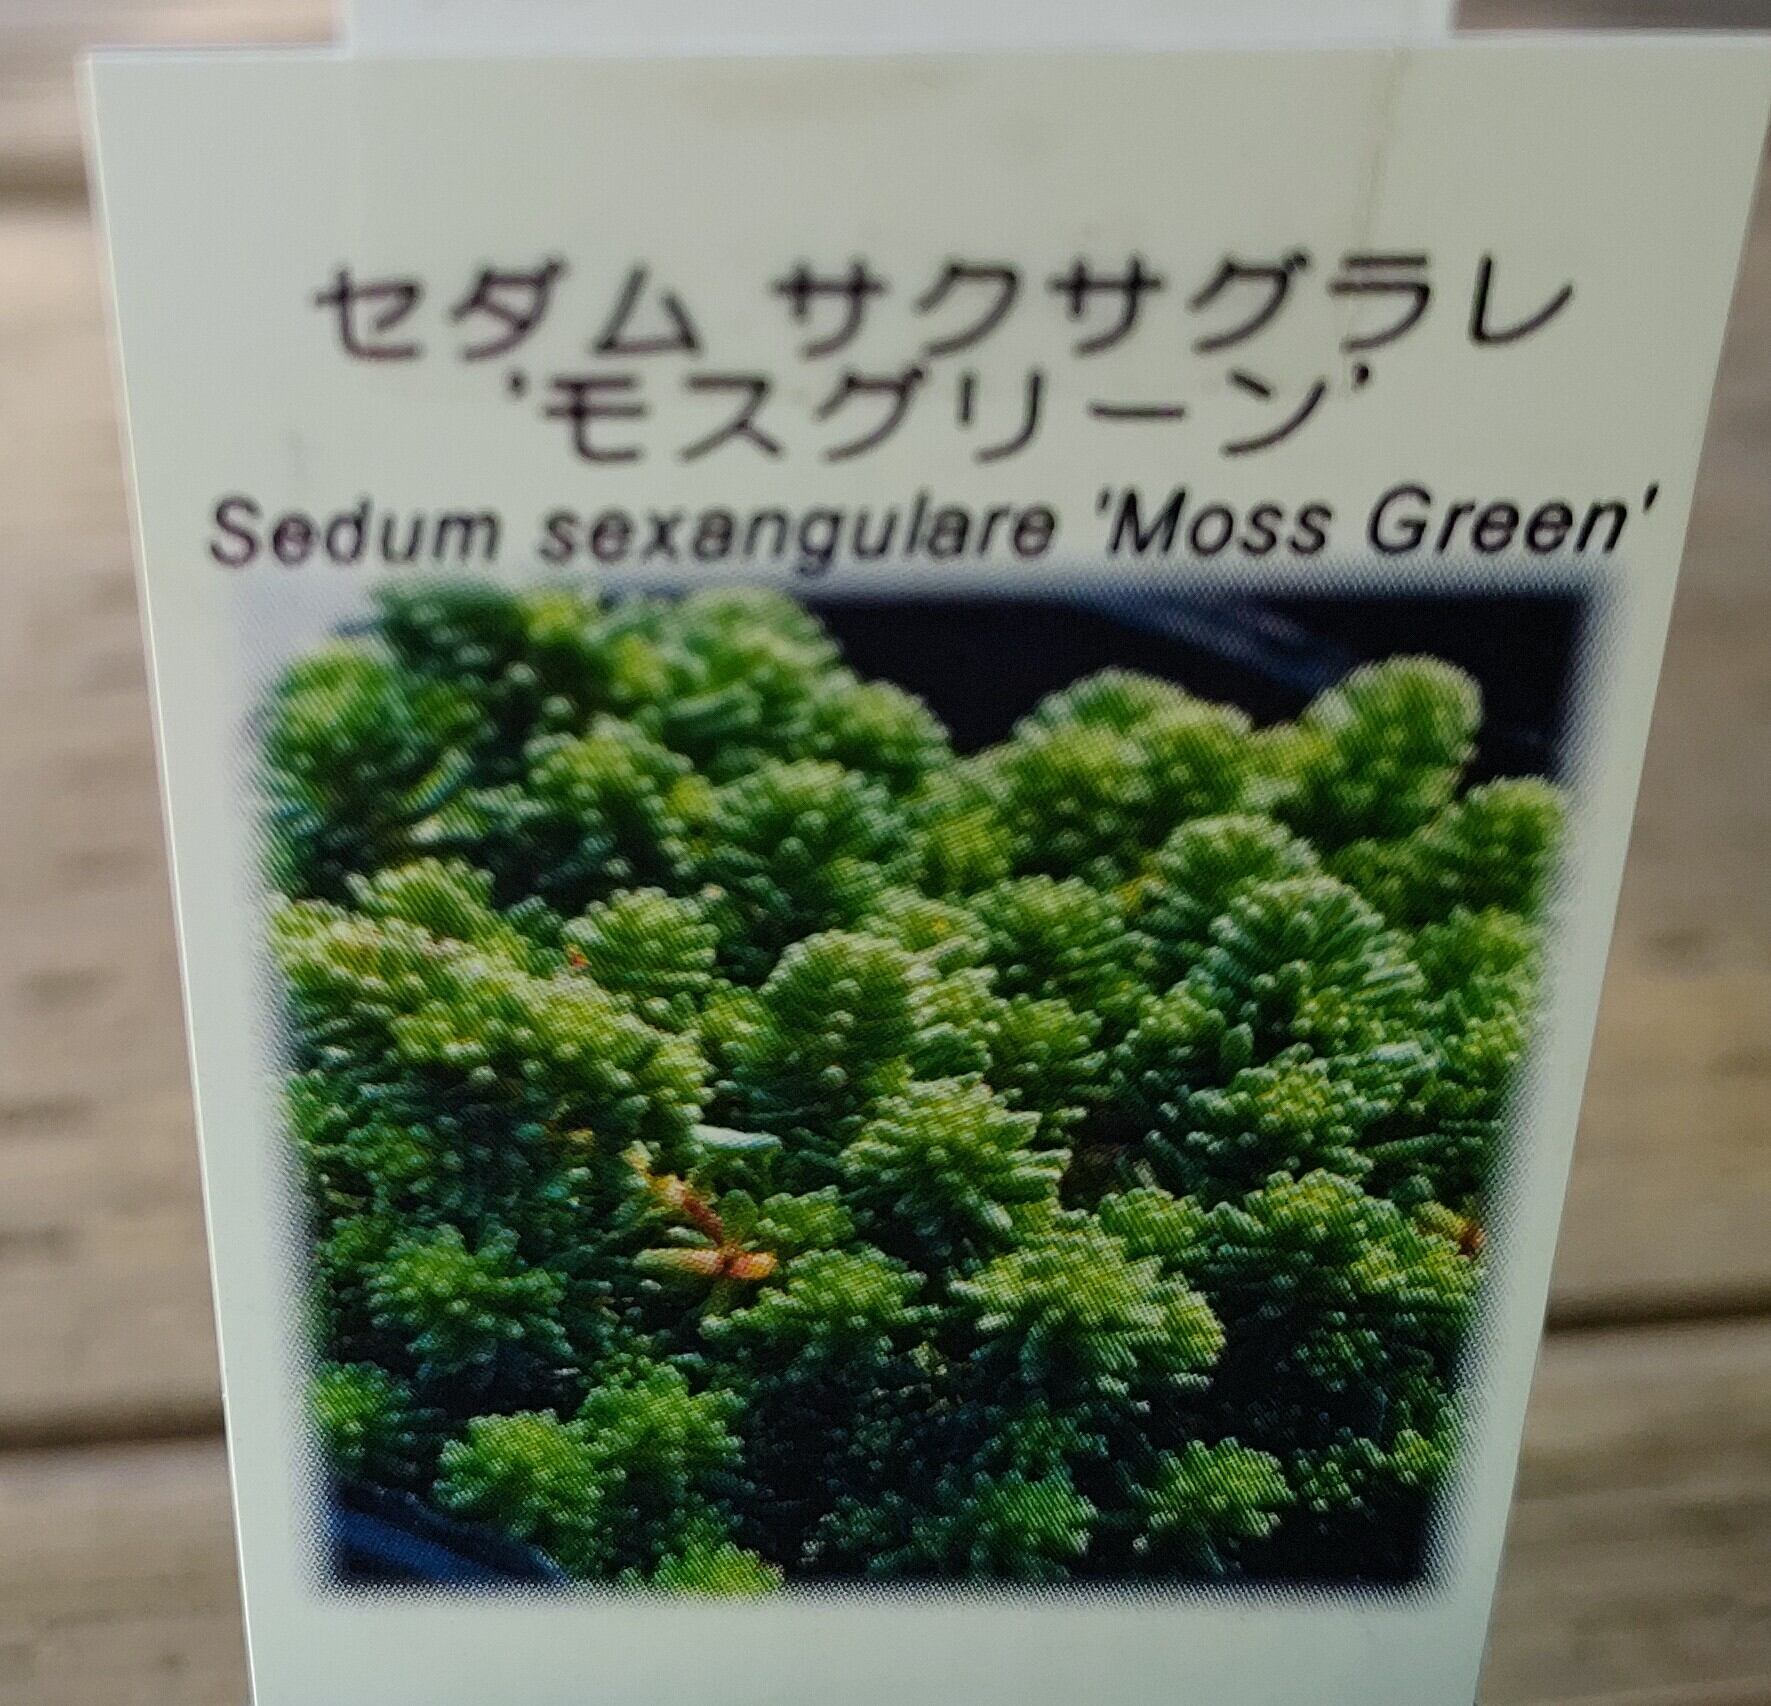 セダム サクサグラレ
'モスグリーン'
Sedum sexangulare 'Moss Green'